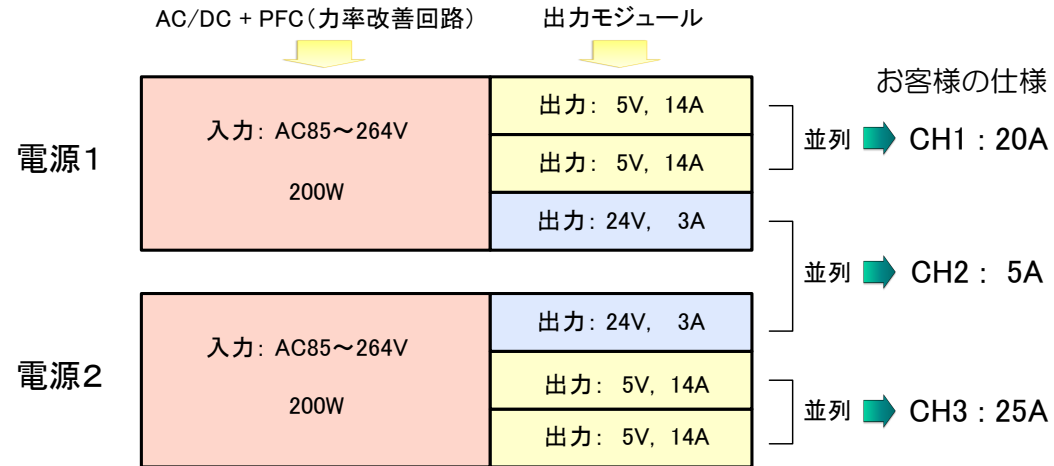 AC/DC + PFC(力率改善回路)
出力モジュール
お客様の仕様
電源1
入力: AC85～264V
200W
出力: 5V, 14A
出力: 5V, 14A
出力: 24V, 3A
並列
CH1 : 20A
並列
CH2 : 5A
電源2
入力: AC85～264V
200W
出力: 24V, 3A
出力: 5V, 14A
出力: 5V, 14A
並列
CH3 : 25A